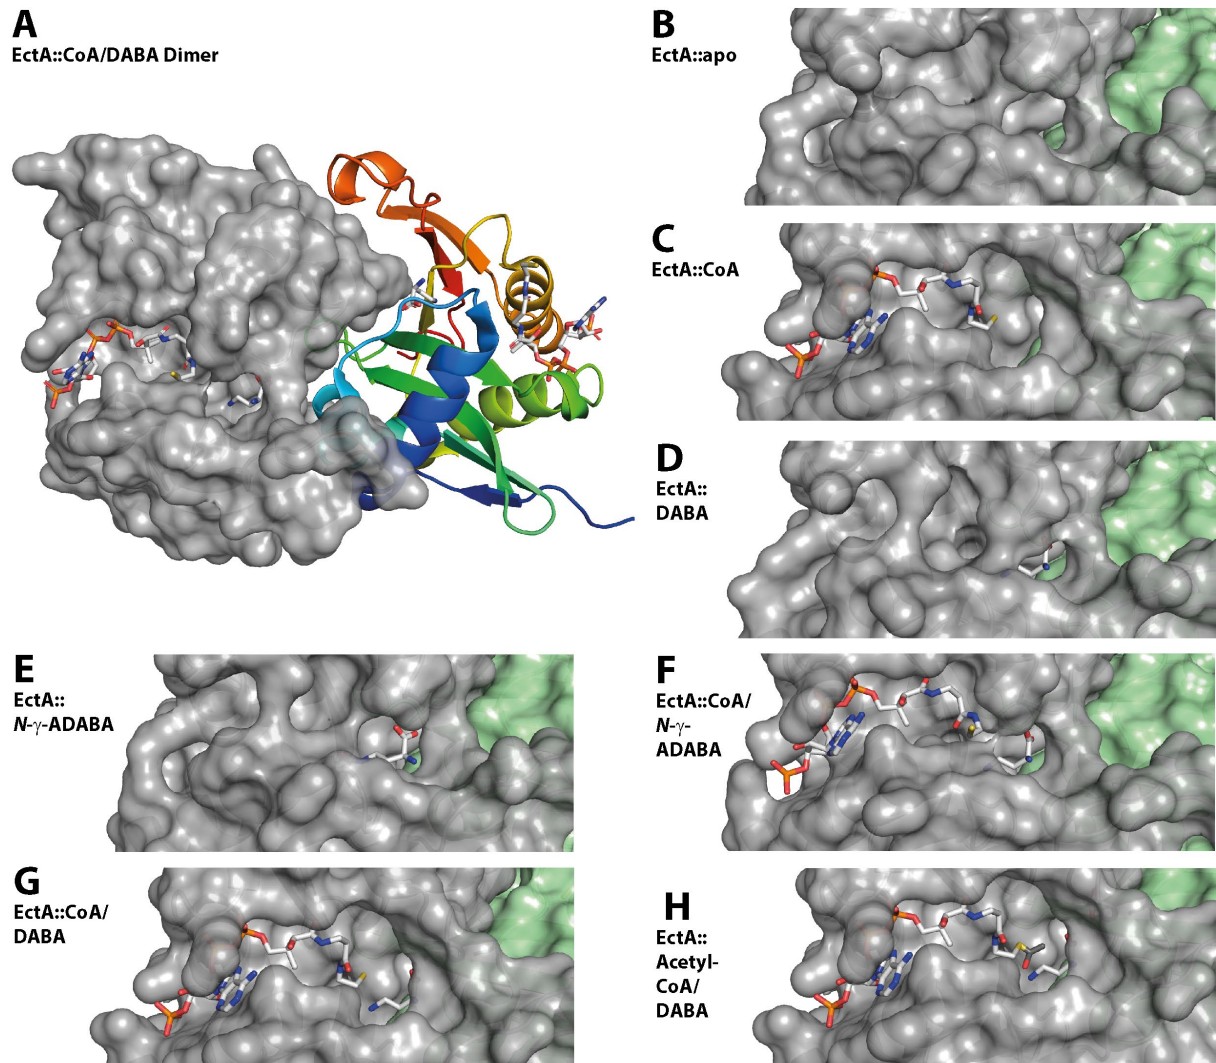 A
EctA::CoA/DABA Dimer
B
EctA::apo
C
EctA::CoA
D
EctA::
DABA
E
EctA::
N-γ-ADABA
F
EctA::CoA/
N-γ-
ADABA
G
EctA::CoA/
DABA
H
EctA::
Acetyl-
CoA/
DABA